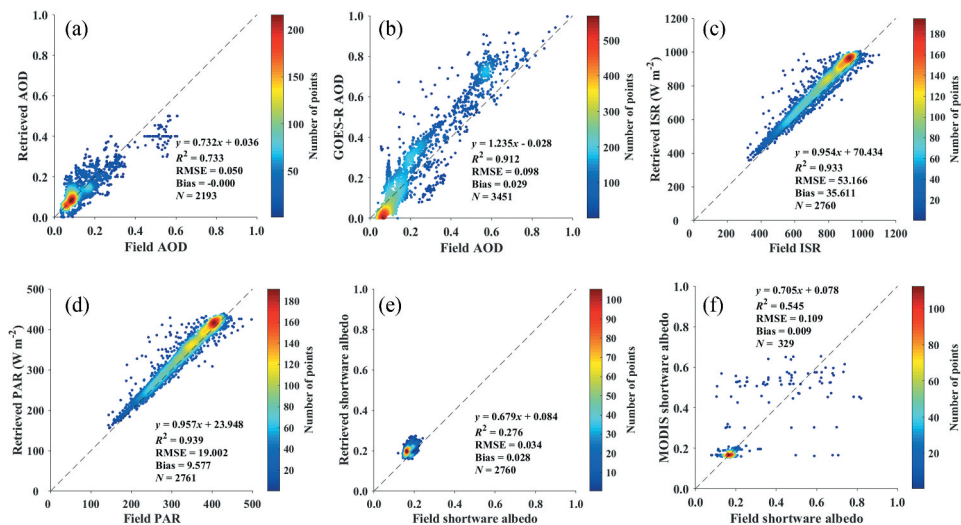 (a)
1.0
0.8
0.6
0.4
0.2
0.0
Retrieved AOD
0.0 0.2 0.4 0.6 0.8 1.0
Field AOD
y = 0.732x + 0.036
R² = 0.733
RMSE = 0.050
Bias = -0.000
N = 2193
200
150
100
50
Number of points
(b)
1.0
0.8
0.6
0.4
0.2
0.0
GOES-R AOD
0.0 0.2 0.4 0.6 0.8 1.0
Field AOD
y = 1.235x - 0.028
R² = 0.912
RMSE = 0.098
Bias = 0.029
N = 3451
500
400
300
200
100
Number of points
(c)
1200
1000
800
600
400
200
0
Retrieved ISR (W m⁻²)
0 200 400 600 800 1000 1200
Field ISR
y = 0.954x + 70.434
R² = 0.933
RMSE = 53.166
Bias = 35.611
N = 2760
180
160
140
120
100
80
60
40
20
Number of points
(d)
500
400
300
200
100
0
Retrieved PAR (W m⁻²)
0 100 200 300 400 500
Field PAR
y = 0.957x + 23.948
R² = 0.939
RMSE = 19.002
Bias = 9.577
N = 2761
180
160
140
120
100
80
60
40
20
Number of points
(e)
1.0
0.8
0.6
0.4
0.2
0.0
Retrieved shortware albedo
0.0 0.2 0.4 0.6 0.8 1.0
Field shortware albedo
y = 0.679x + 0.084
R² = 0.276
RMSE = 0.034
Bias = 0.028
N = 2760
100
90
80
70
60
50
40
30
20
10
Number of points
(f)
1.0
0.8
0.6
0.4
0.2
0.0
MODIS shortware albedo
0.0 0.2 0.4 0.6 0.8 1.0
Field shortware albedo
y = 0.705x + 0.078
R² = 0.545
RMSE = 0.109
Bias = 0.009
N = 329
100
80
60
40
20
Number of points